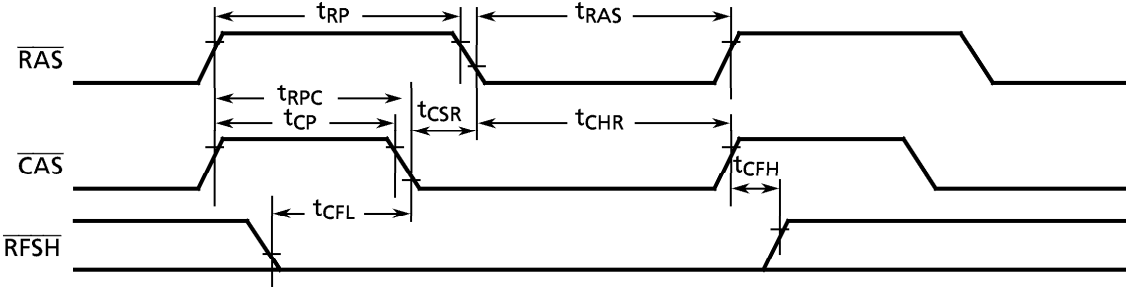 tRP
tRAS
RAS
tRPC
tCSR
tCP
tCHR
CAS
tCFH
tCFL
RFSH